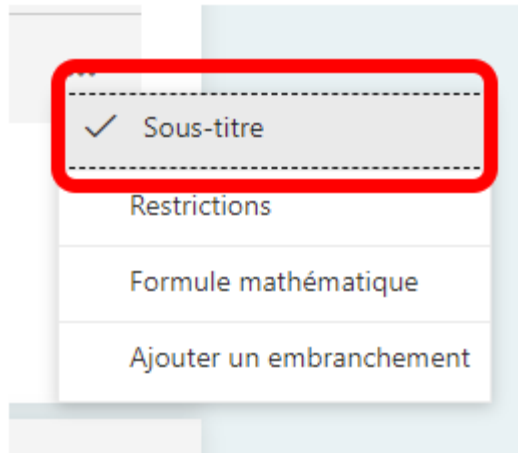 Sous-titre
Restrictions
Formule mathématique
Ajouter un embranchement